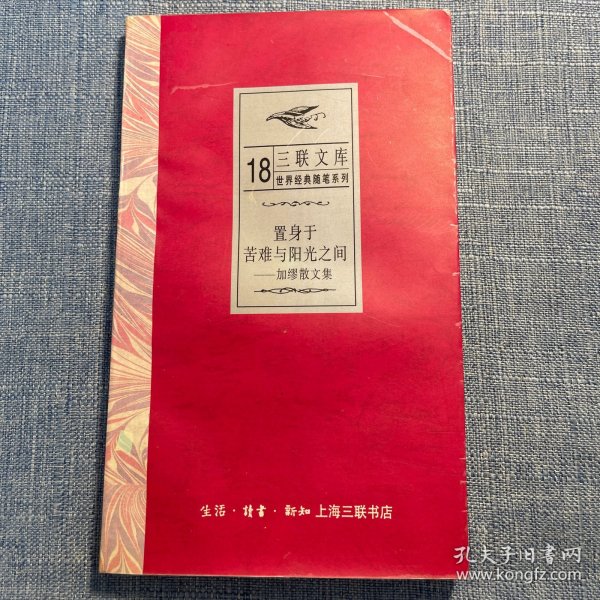 18
三联文库
世界经典随笔系列
置身于
苦难与阳光之间
——加缪散文集
生活·讀書·新知 上海三联书店
孔夫子旧书网
www.kongfz.com